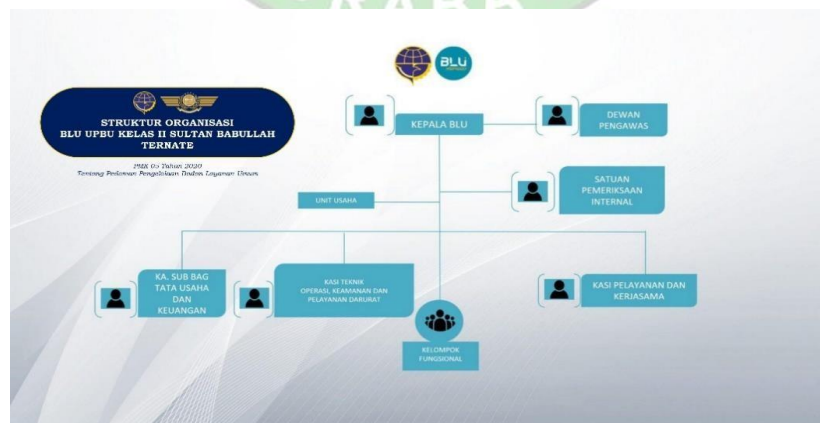 BLU
STRUKTUR ORGANISASI
BLU UPBU KELAS II SULTAN BABULLAH
TERNATE
PMK 05 Tahun 2020
Tentang Pedoman Pengelolaan Badan Layanan Umum
KEPALA BLU
DEWAN
PENGAWAS
SATUAN
PEMERIKSAAN
INTERNAL
UNIT USAHA
KA. SUB BAG
TATA USAHA
DAN
KEUANGAN
KASI TEKNIK
OPERASI, KEAMANAN DAN
PELAYANAN DARURAT
KASI PELAYANAN DAN
KERJASAMA
KELOMPOK
FUNGSIONAL